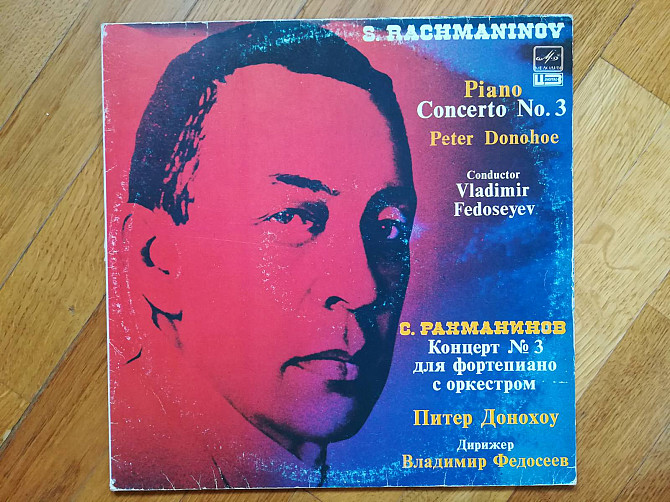 S. RACHMANINOV
МЕЛОДИЯ
Piano
Concerto No. 3
Peter Donohoe
Conductor
Vladimir
Fedoseyev
С. РАХМАНИНОВ
Концерт № 3
для фортепиано
с оркестром
Питер Донохоу
Дирижер
Владимир Федосеев